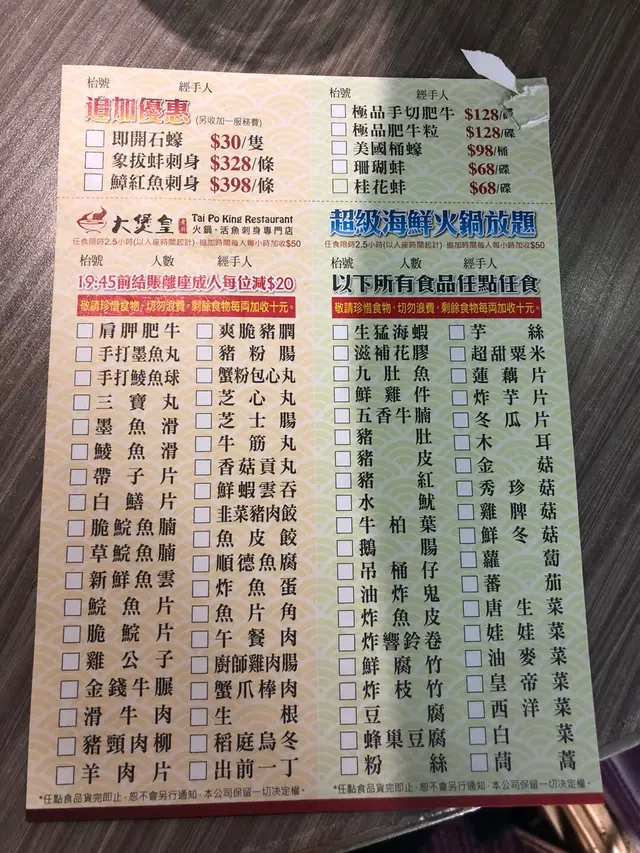 枱號 經手人
追加優惠 (另收加一服務費)
即開石蠔 $30/隻
象拔蚌刺身 $328/條
鱆紅魚刺身 $398/條
枱號 經手人
極品手切肥牛 $128/碟
極品肥牛粒 $128/碟
美國桶蠔 $98/桶
珊瑚蚌 $68/碟
桂花蚌 $68/碟
大煲皇 Tai Po King Restaurant
火鍋・活魚刺身專門店
任食限時2.5小時(以入座時間起計)・追加時間每人每小時加收$50
枱號 人數 經手人
19:45前結賬離座成人每位減$20
敬請珍惜食物，切勿浪費，剩餘食物每両加收十元。
肩胛肥牛 爽脆豬膶
手打墨魚丸 豬粉腸
手打鯪魚球 蟹粉包心丸
三寶丸 芝心丸
墨魚滑 芝士腸
鯪魚滑 牛筋丸
帶子片 香菇貢丸
白鱔片 鮮蝦雲吞
脆鯇魚腩 韭菜豬肉餃
草鯇魚腩 魚皮餃
新鮮魚雲 順德魚腐
鯇魚片 炸魚蛋
脆鯇片 魚片角
雞公子 午餐肉
金錢牛𦟌 廚師雞肉腸
滑牛肉 蟹爪棒肉
豬頸肉柳 生根
羊肉片 稻庭烏冬
出前一丁
*任點食品貨完即止，恕不會另行通知，本公司保留一切決定權。
超級海鮮火鍋放題
任食限時2.5小時(以入座時間起計)・追加時間每人每小時加收$50
枱號 人數 經手人
以下所有食品任點任食
敬請珍惜食物，切勿浪費，剩餘食物每両加收十元。
生猛海蝦 芋絲
滋補花膠 超甜粟米
九肚魚 蓮藕片
鮮雞件 炸芋片
五香牛腩 冬瓜片
豬肚 木耳
豬皮 金菇
豬紅 秀珍菇
水魷 雞脾菇
牛柏葉 鮮冬菇
鵝腸 蘿蔔
吊桶仔 蕃茄
油炸鬼 唐生菜
炸魚皮 娃娃菜
炸響鈴卷 油麥菜
鮮腐竹 皇帝菜
炸枝竹 西洋菜
豆腐 白菜
蜂巢豆腐 茼蒿
粉絲
*任點食品貨完即止，恕不會另行通知，本公司保留一切決定權。